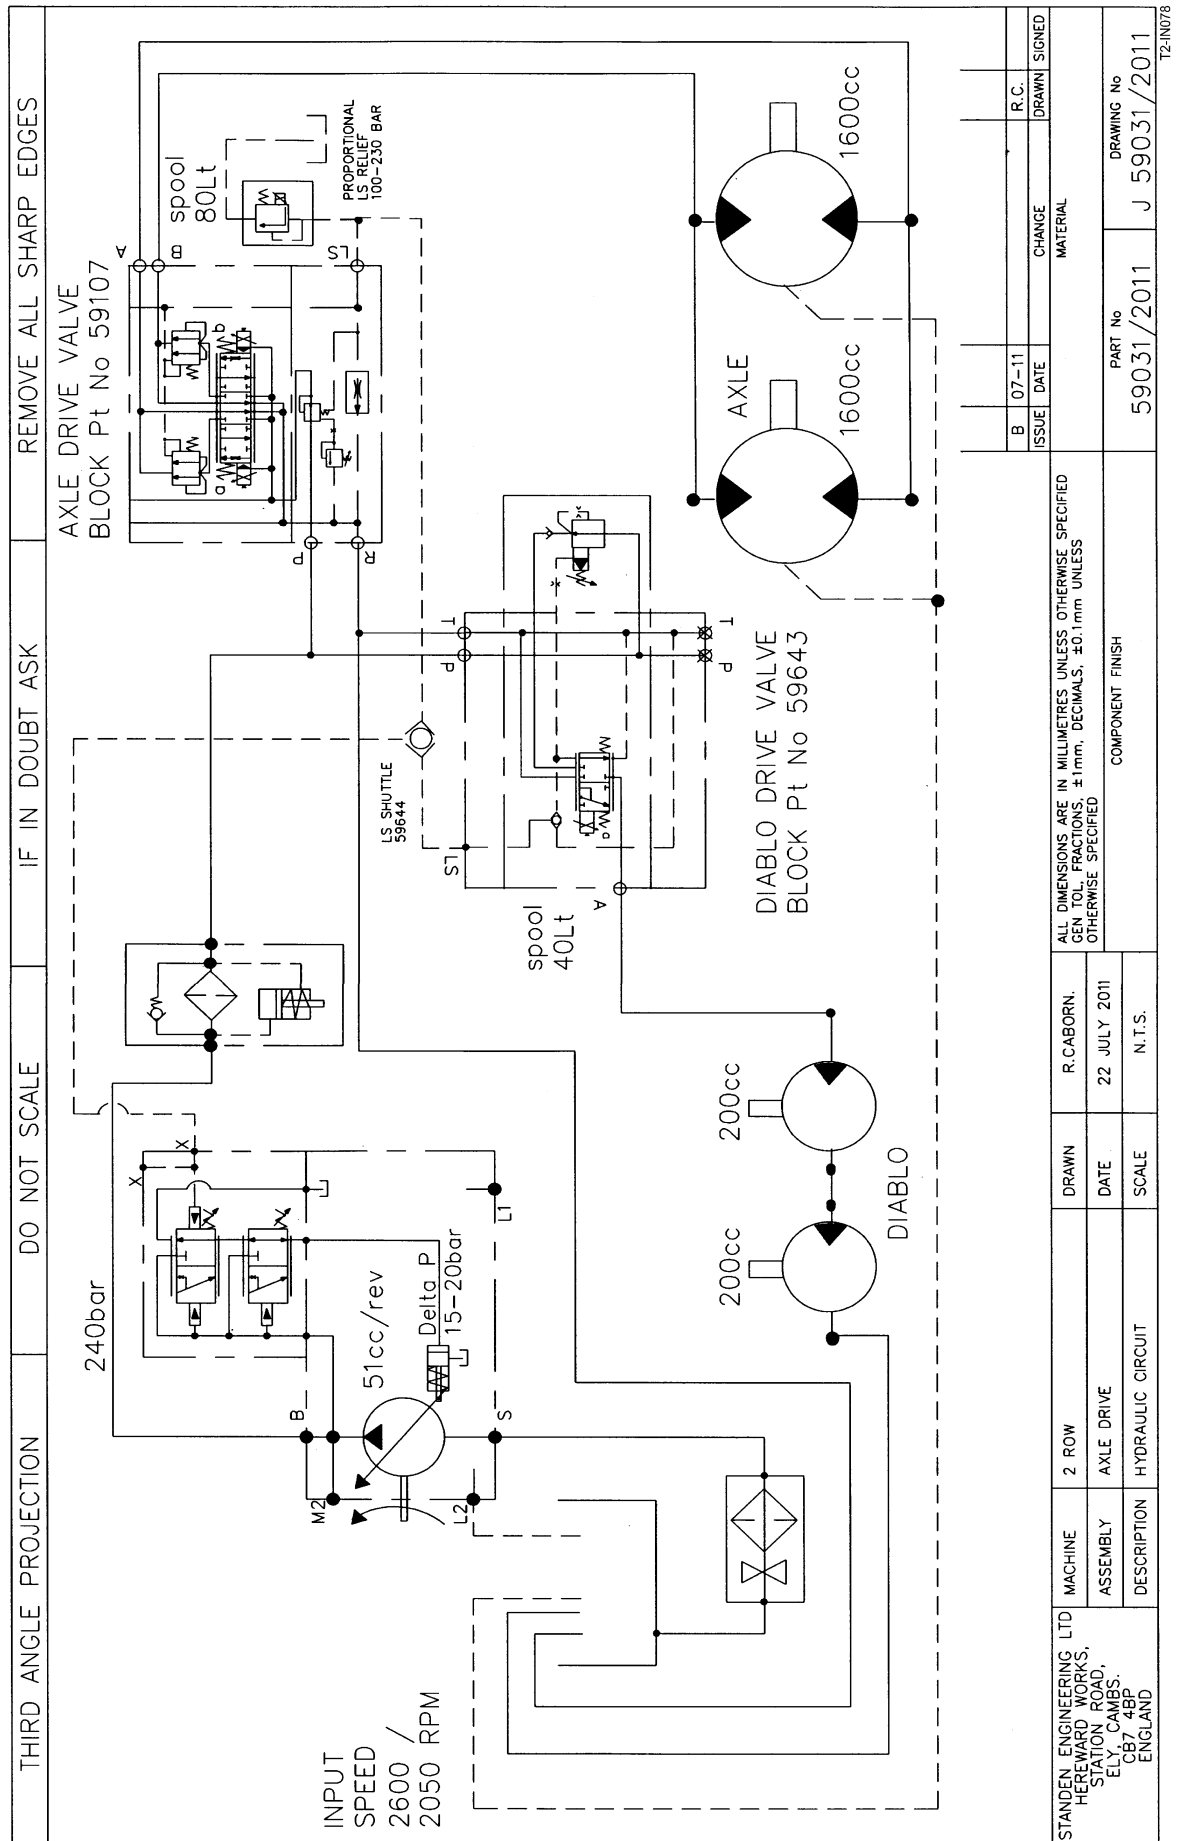 THIRD ANGLE PROJECTION
DO NOT SCALE
IF IN DOUBT ASK
REMOVE ALL SHARP EDGES
AXLE DRIVE VALVE
BLOCK Pt No 59107
A
B
spool
80Lt
PROPORTIONAL
LS RELIEF
100-230 BAR
LS
a
b
P
R
240bar
X
X
LS SHUTTLE
59644
T
P
LS
A
a
T
P
spool
40Lt
DIABLO DRIVE VALVE
BLOCK Pt No 59643
AXLE
1600cc
1600cc
B
M2
51cc/rev
Delta P
15-20bar
S
L1
L2
INPUT
SPEED
2600 /
2050 RPM
200cc
200cc
DIABLO
STANDEN ENGINEERING LTD
HEREWARD WORKS,
STATION ROAD,
ELY, CAMBS.
CB7 4BP
ENGLAND
MACHINE 2 ROW
ASSEMBLY AXLE DRIVE
DESCRIPTION HYDRAULIC CIRCUIT
DRAWN R.CABORN.
DATE 22 JULY 2011
SCALE N.T.S.
ALL DIMENSIONS ARE IN MILLIMETRES UNLESS OTHERWISE SPECIFIED
GEN TOL, FRACTIONS, ±1mm, DECIMALS, ±0.1mm UNLESS
OTHERWISE SPECIFIED
COMPONENT FINISH
B 07-11 R.C.
ISSUE DATE CHANGE DRAWN SIGNED
MATERIAL
PART No
59031/2011
DRAWING No
J 59031/2011
T2-IN078